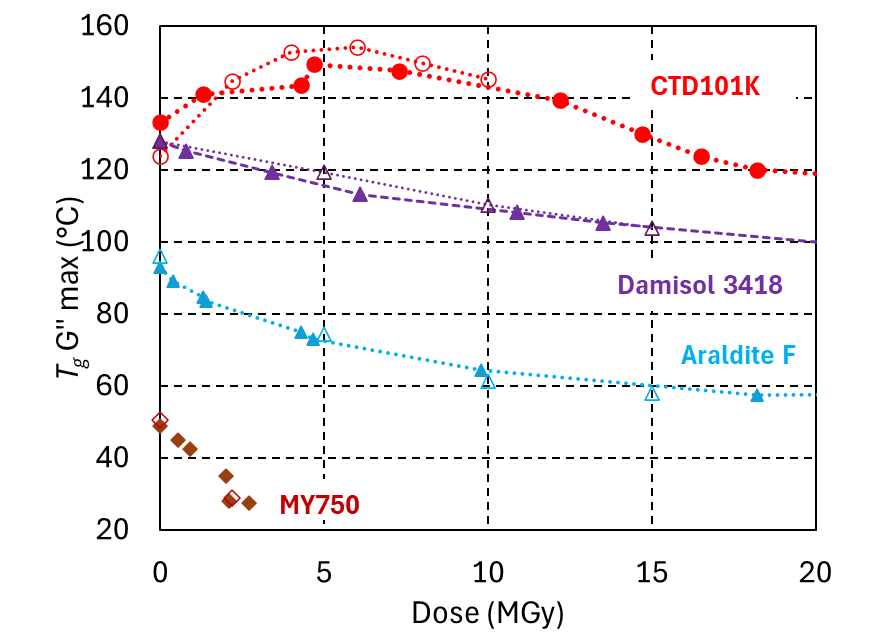 160
140
120
100
80
60
40
20
Tg G" max (°C)
CTD101K
Damisol 3418
Araldite F
MY750
0 5 10 15 20
Dose (MGy)